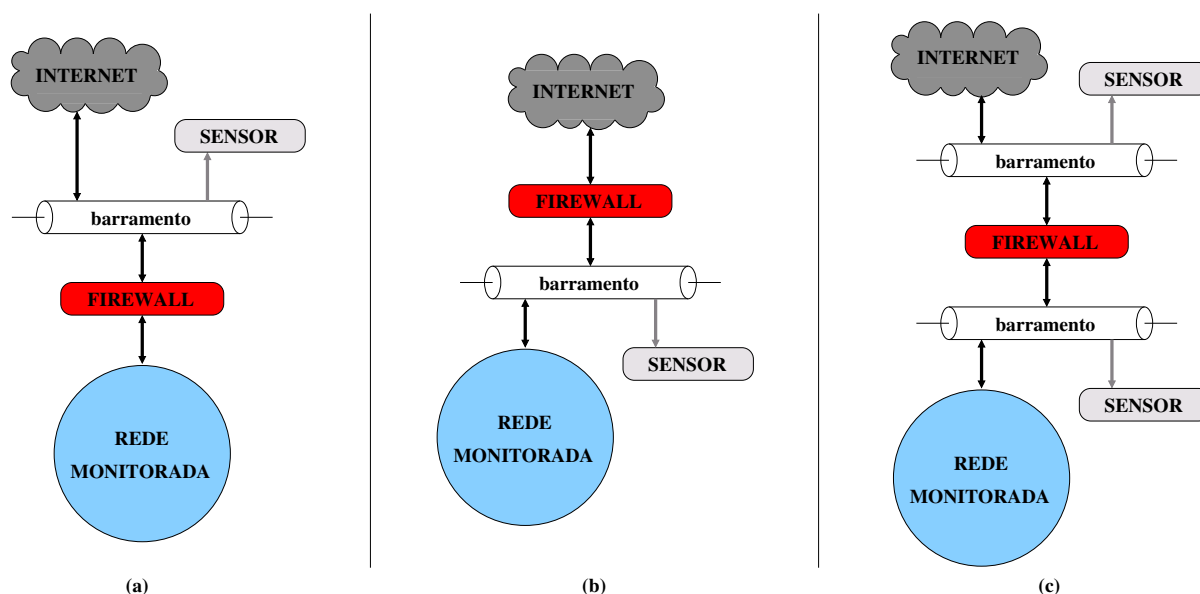 INTERNET
SENSOR
barramento
FIREWALL
REDE
MONITORADA
(a)
INTERNET
FIREWALL
barramento
SENSOR
REDE
MONITORADA
(b)
INTERNET
SENSOR
barramento
FIREWALL
barramento
SENSOR
REDE
MONITORADA
(c)